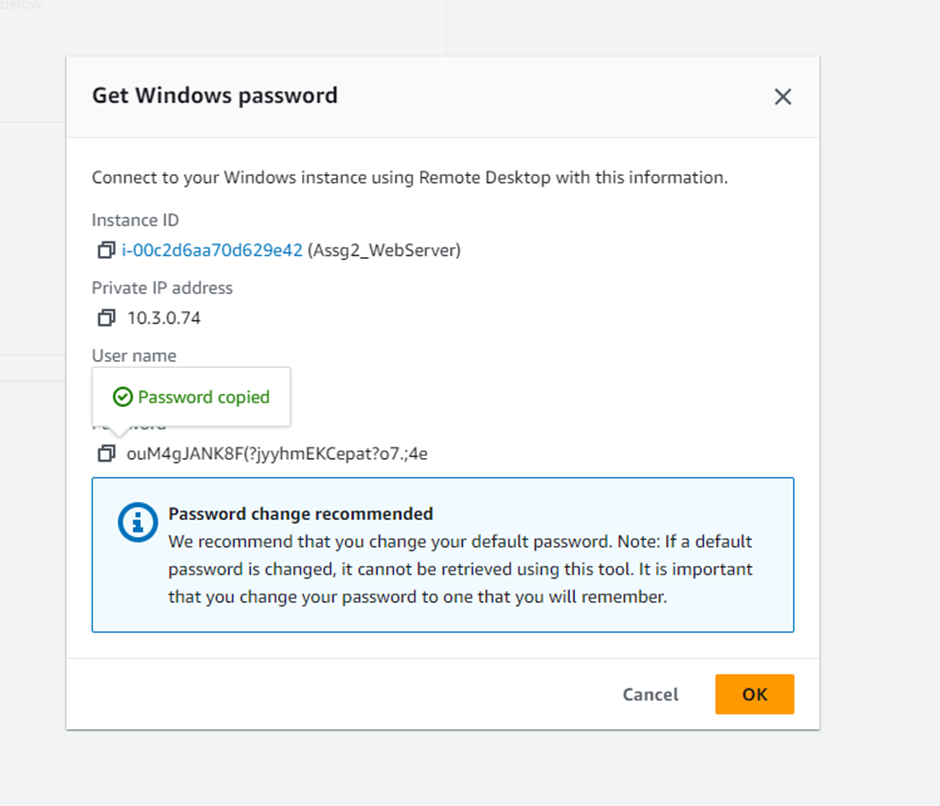 below.
Get Windows password
Connect to your Windows instance using Remote Desktop with this information.
Instance ID
i-00c2d6aa70d629e42 (Assg2_WebServer)
Private IP address
10.3.0.74
User name
Password copied
ouM4gJANK8F(?jyyhmEKCepat?o7.;4e
Password change recommended
We recommend that you change your default password. Note: If a default
password is changed, it cannot be retrieved using this tool. It is important
that you change your password to one that you will remember.
Cancel
OK